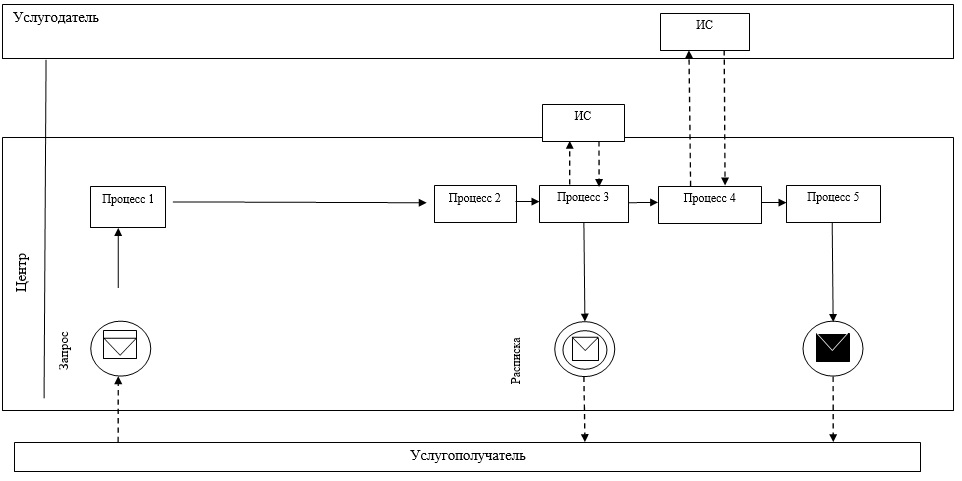 Услугодатель
ИС
ИС
Процесс 1
Процесс 2
Процесс 3
Процесс 4
Процесс 5
Центр
Запрос
Расписка
Услугополучатель